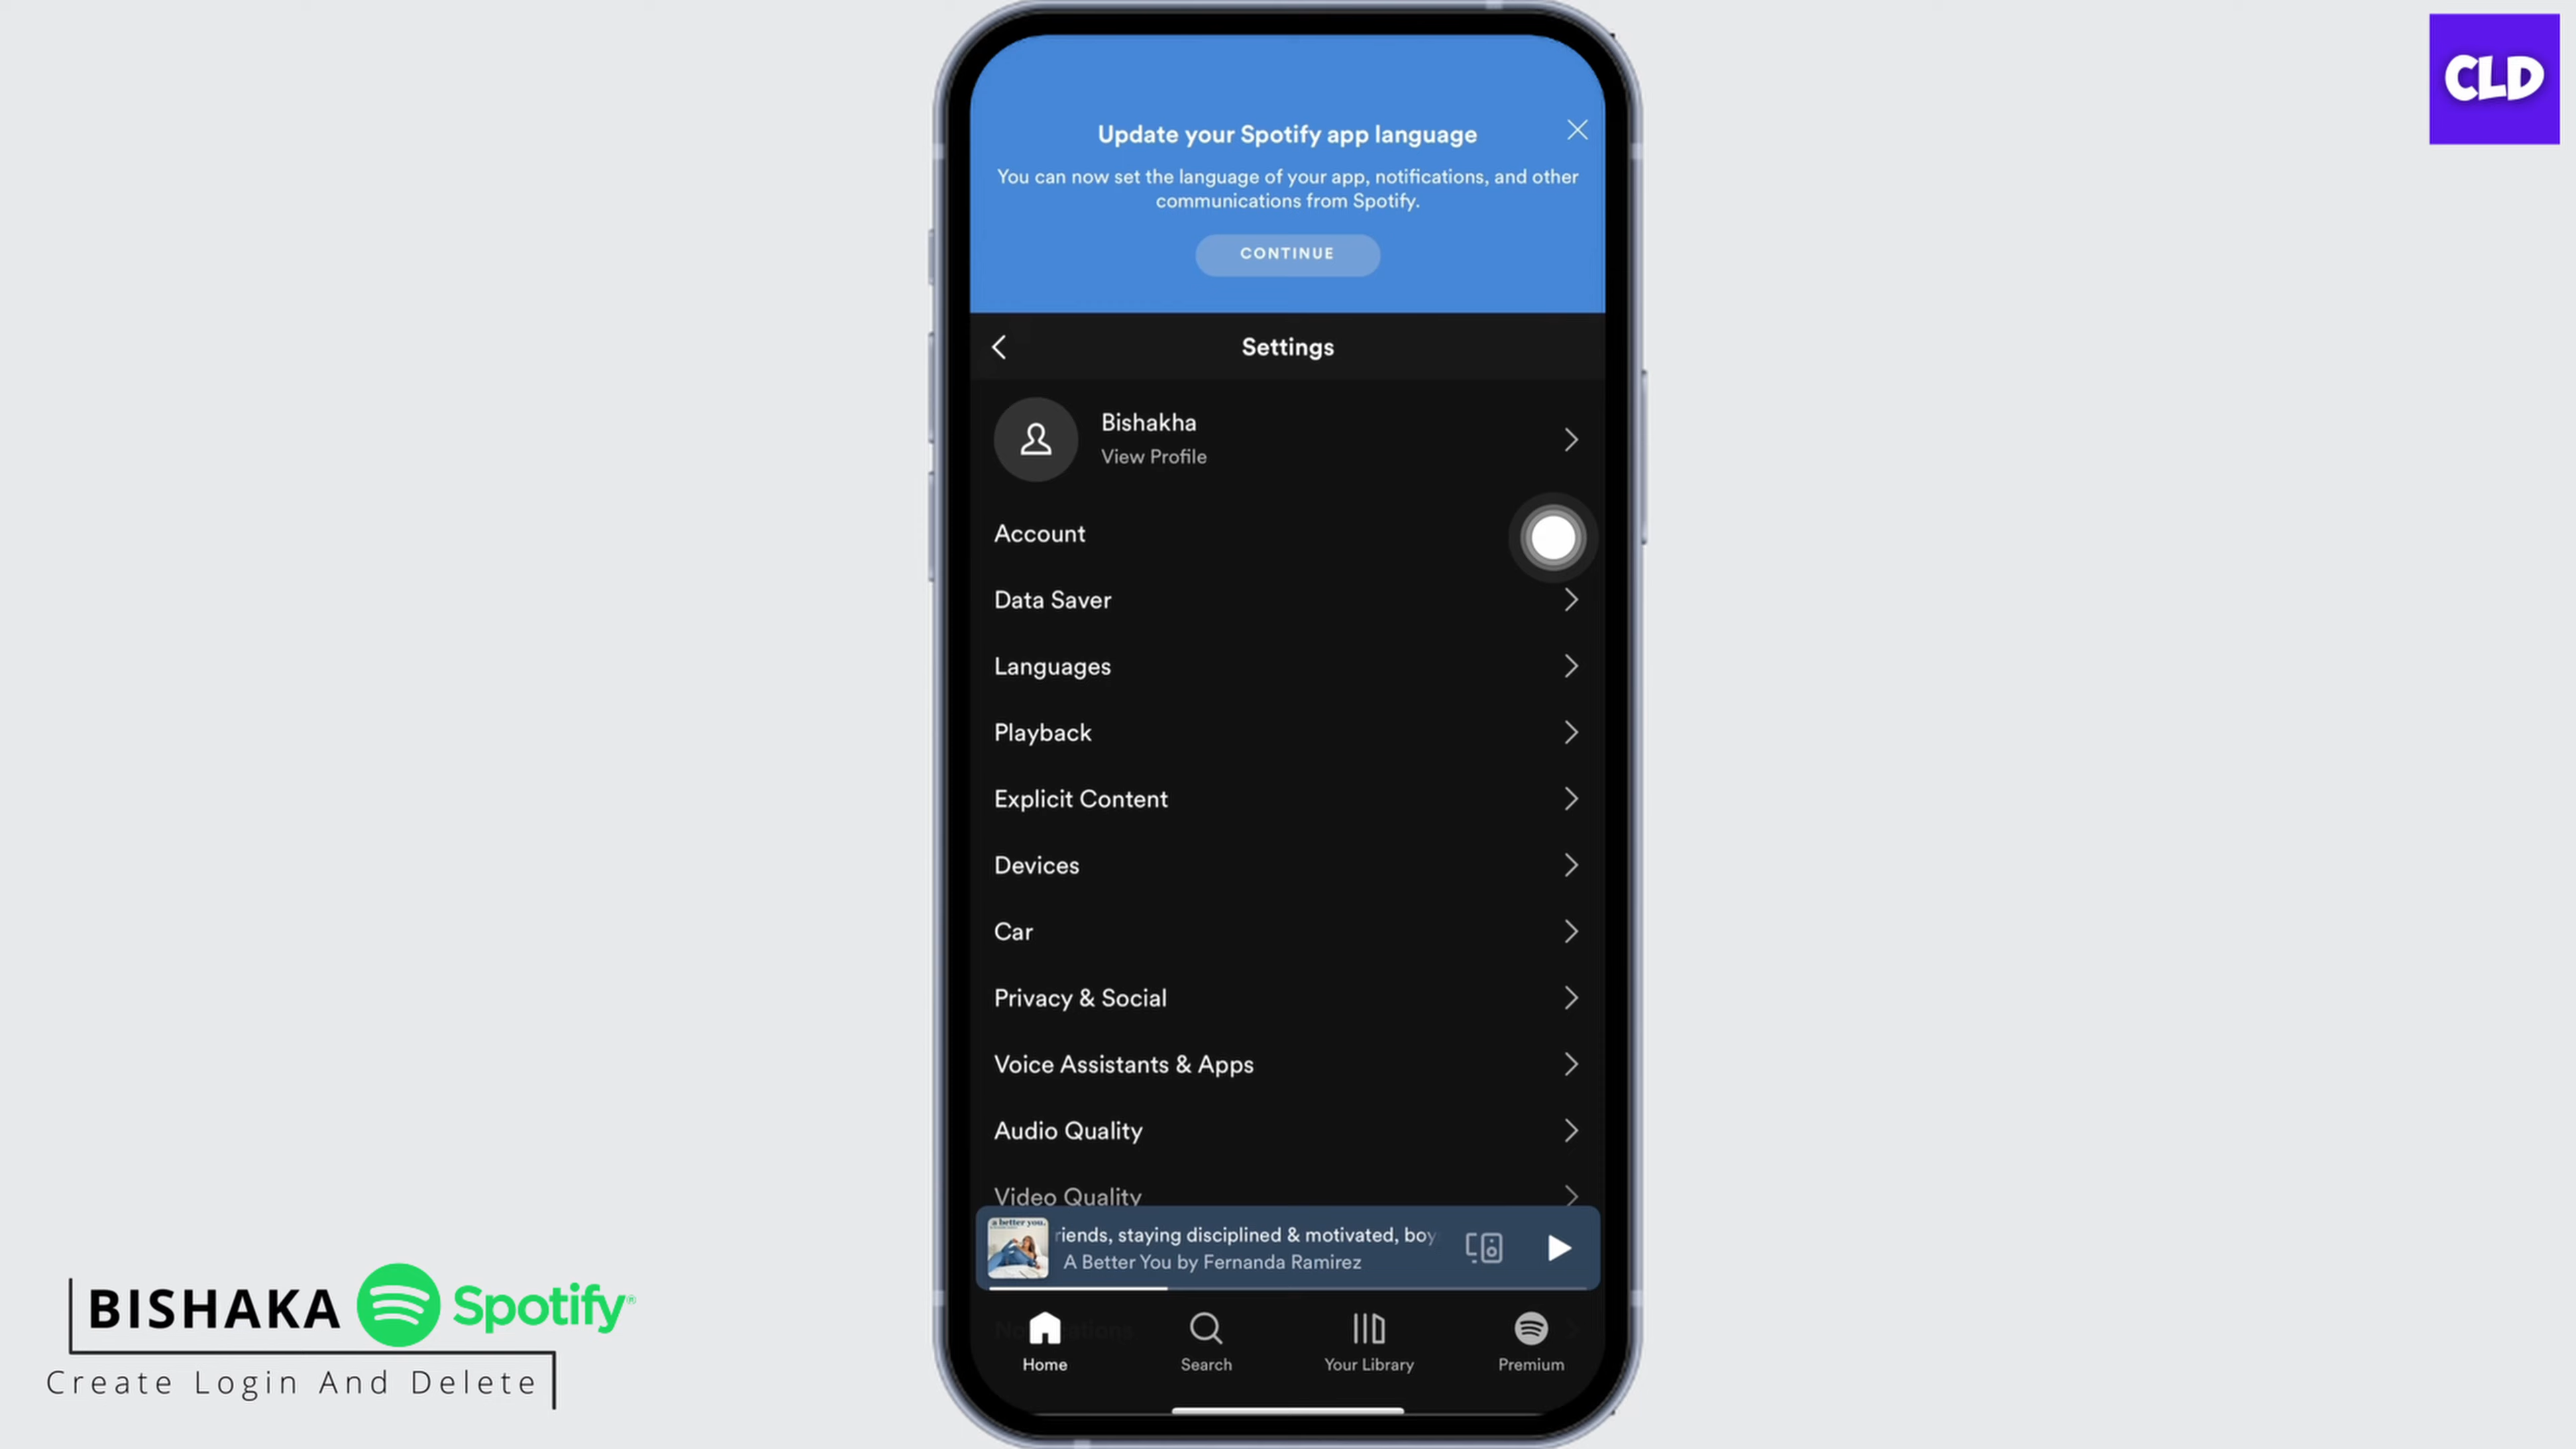 CLD
Update your Spotify app language
You can now set the language of your app, notifications, and other
communications from Spotify.
CONTINUE
Settings
Bishakha
View Profile
Account
Data Saver
Languages
Playback
Explicit Content
Devices
Car
Privacy & Social
Voice Assistants & Apps
Audio Quality
Video Quality
a better you.
riends, staying disciplined & motivated, boy
A Better You by Fernanda Ramirez
Home
Search
Your Library
Premium
BISHAKA Spotify®
Create Login And Delete